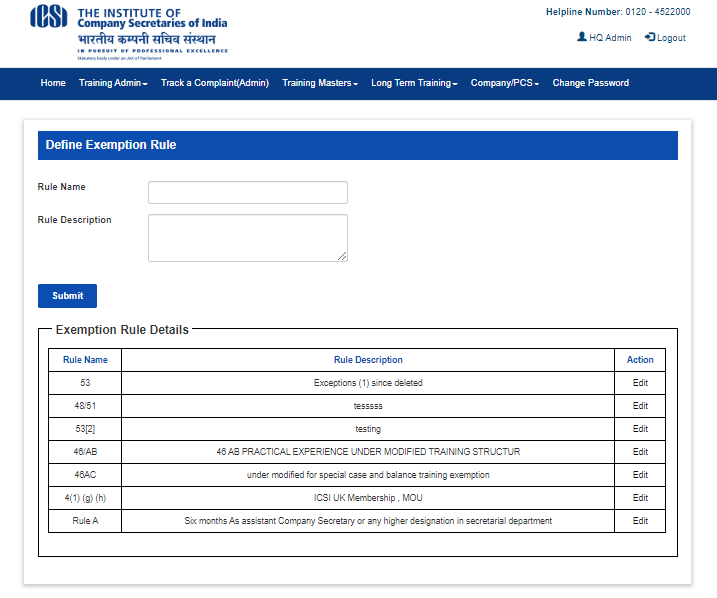 ICSI
THE INSTITUTE OF
Company Secretaries of India
भारतीय कम्पनी सचिव संस्थान
IN PURSUIT OF PROFESSIONAL EXCELLENCE
Statutory body under an Act of Parliament
Helpline Number: 0120 - 4522000
HQ Admin Logout
Home Training Admin Track a Complaint(Admin) Training Masters Long Term Training Company/PCS Change Password
Define Exemption Rule
Rule Name
Rule Description
Submit
Exemption Rule Details
Rule Name Rule Description Action
53 Exceptions (1) since deleted Edit
48/51 tesssss Edit
53[2] testing Edit
46/AB 46 AB PRACTICAL EXPERIENCE UNDER MODIFIED TRAINING STRUCTUR Edit
46AC under modified for special case and balance training exemption Edit
4(1) (g) (h) ICSI UK Membership , MOU Edit
Rule A Six months As assistant Company Secretary or any higher designation in secretarial department Edit